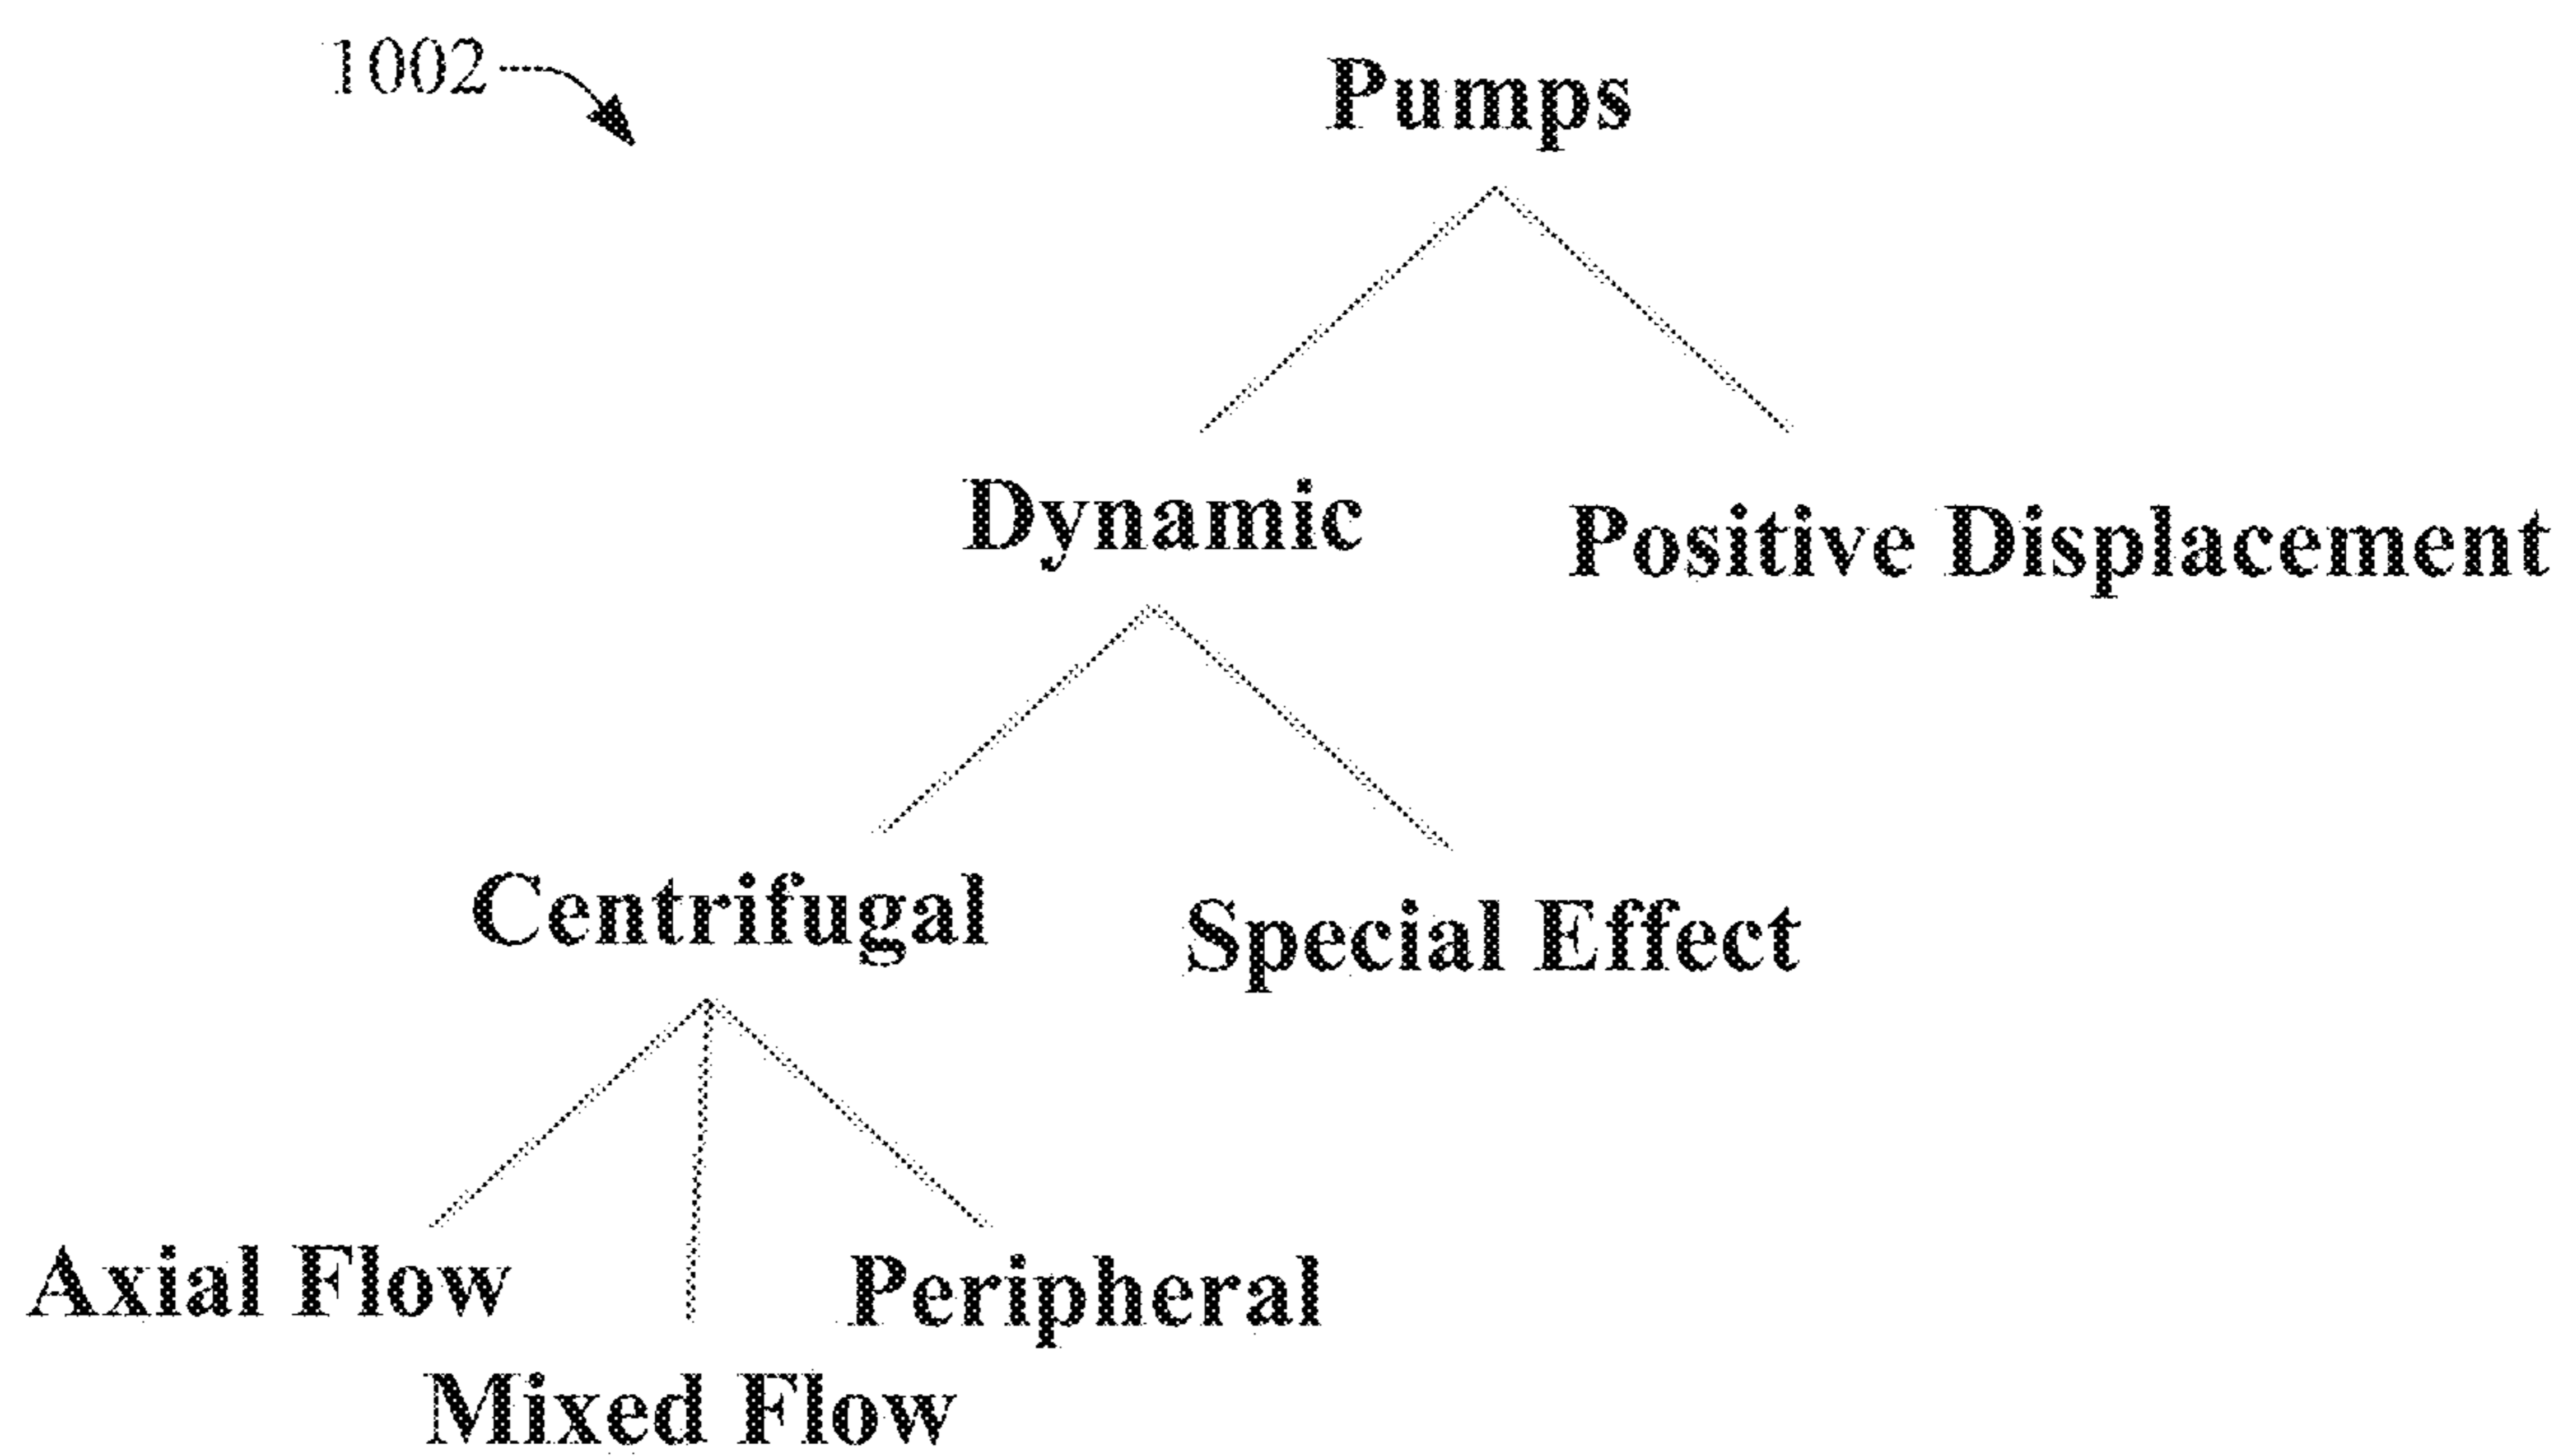 1002
Pumps
Dynamic
Positive Displacement
Centrifugal
Special Effect
Axial Flow
Peripheral
Mixed Flow